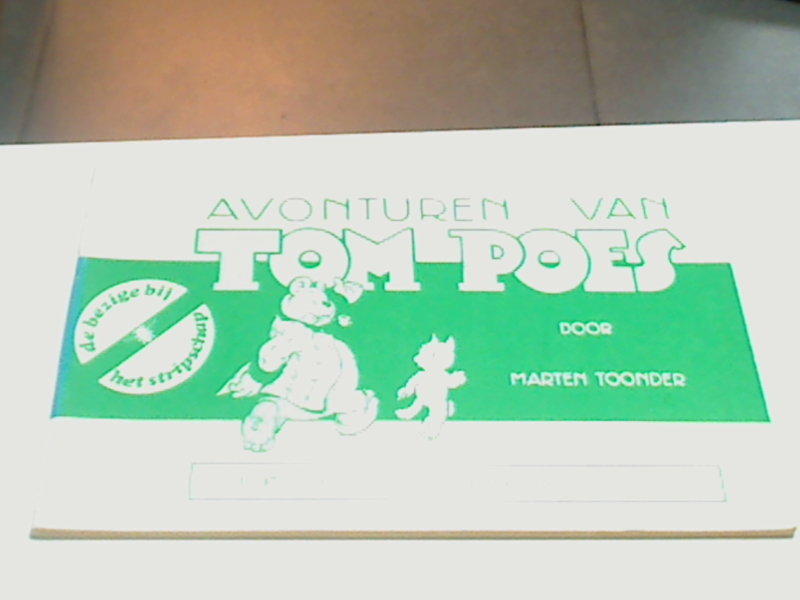 AVONTUREN VAN
TOM POES
de bezige bij
het stripschap
DOOR
MARTEN TOONDER